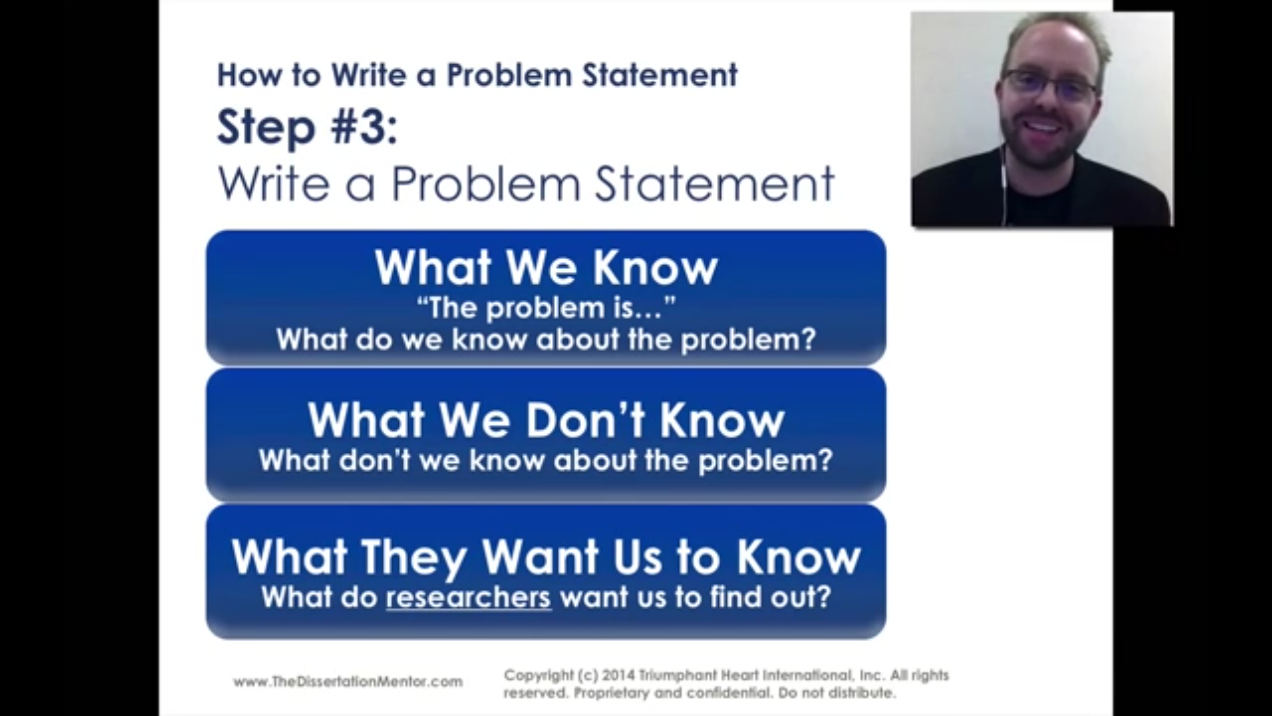 How to Write a Problem Statement
Step #3:
Write a Problem Statement
What We Know
“The problem is...”
What do we know about the problem?
What We Don’t Know
What don’t we know about the problem?
What They Want Us to Know
What do researchers want us to find out?
www.TheDissertationMentor.com
Copyright (c) 2014 Triumphant Heart International, Inc. All rights
reserved. Proprietary and confidential. Do not distribute.